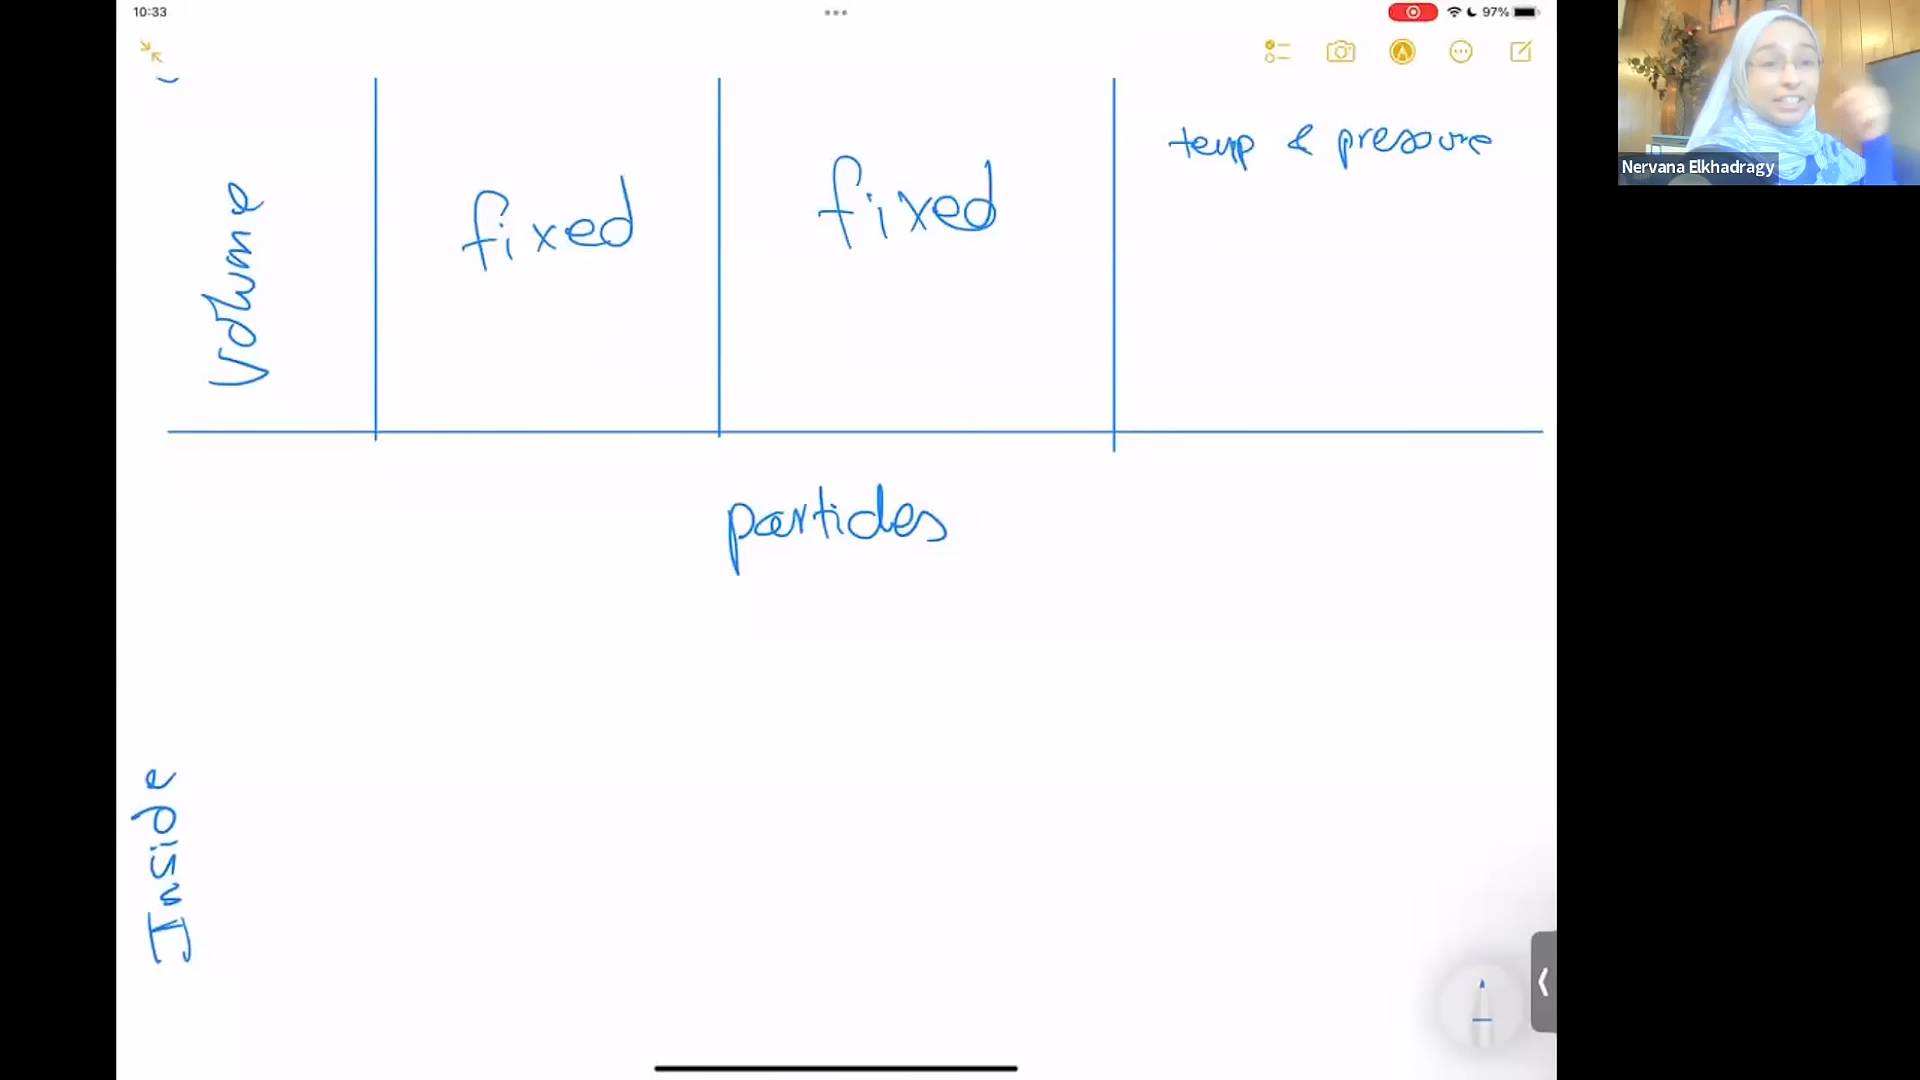 10:33
97%
temp & pressure
Nervana Elkhadragy
Volume
fixed
fixed
particles
Inside